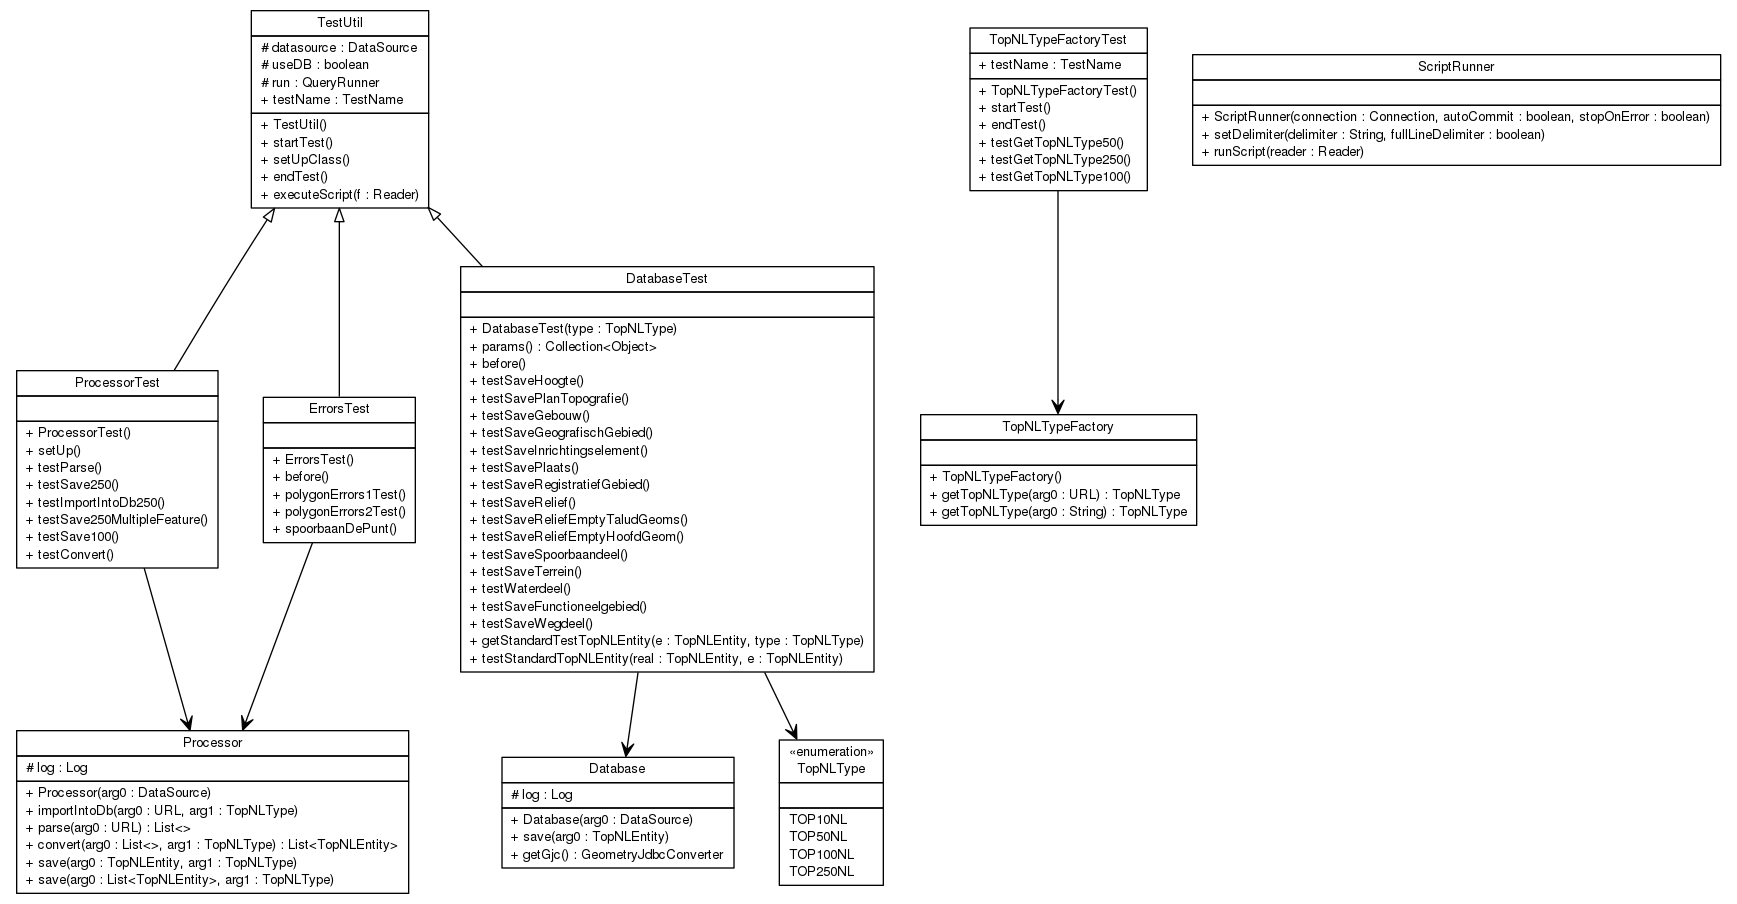 TestUtil
# datasource : DataSource
# useDB : boolean
# run : QueryRunner
+ testName : TestName
+ TestUtil()
+ startTest()
+ setUpClass()
+ endTest()
+ executeScript(f : Reader)
TopNLTypeFactoryTest
+ testName : TestName
+ TopNLTypeFactoryTest()
+ startTest()
+ endTest()
+ testGetTopNLType50()
+ testGetTopNLType250()
+ testGetTopNLType100()
ScriptRunner
+ ScriptRunner(connection : Connection, autoCommit : boolean, stopOnError : boolean)
+ setDelimiter(delimiter : String, fullLineDelimiter : boolean)
+ runScript(reader : Reader)
DatabaseTest
+ DatabaseTest(type : TopNLType)
+ params() : Collection<Object>
+ before()
+ testSaveHoogte()
+ testSavePlanTopografie()
+ testSaveGebouw()
+ testSaveGeografischGebied()
+ testSaveInrichtingselement()
+ testSavePlaats()
+ testSaveRegistratiefGebied()
+ testSaveRelief()
+ testSaveReliefEmptyTaludGeoms()
+ testSaveReliefEmptyHoofdGeom()
+ testSaveSpoorbaandeel()
+ testSaveTerrein()
+ testWaterdeel()
+ testSaveFunctioneelgebied()
+ testSaveWegdeel()
+ getStandardTestTopNLEntity(e : TopNLEntity, type : TopNLType)
+ testStandardTopNLEntity(real : TopNLEntity, e : TopNLEntity)
ProcessorTest
+ ProcessorTest()
+ setUp()
+ testParse()
+ testSave250()
+ testImportIntoDb250()
+ testSave250MultipleFeature()
+ testSave100()
+ testConvert()
ErrorsTest
+ ErrorsTest()
+ before()
+ polygonErrors1Test()
+ polygonErrors2Test()
+ spoorbaanDePunt()
TopNLTypeFactory
+ TopNLTypeFactory()
+ getTopNLType(arg0 : URL) : TopNLType
+ getTopNLType(arg0 : String) : TopNLType
Processor
# log : Log
+ Processor(arg0 : DataSource)
+ importIntoDb(arg0 : URL, arg1 : TopNLType)
+ parse(arg0 : URL) : List<>
+ convert(arg0 : List<>, arg1 : TopNLType) : List<TopNLEntity>
+ save(arg0 : TopNLEntity, arg1 : TopNLType)
+ save(arg0 : List<TopNLEntity>, arg1 : TopNLType)
Database
# log : Log
+ Database(arg0 : DataSource)
+ save(arg0 : TopNLEntity)
+ getGjc() : GeometryJdbcConverter
«enumeration»
TopNLType
TOP10NL
TOP50NL
TOP100NL
TOP250NL